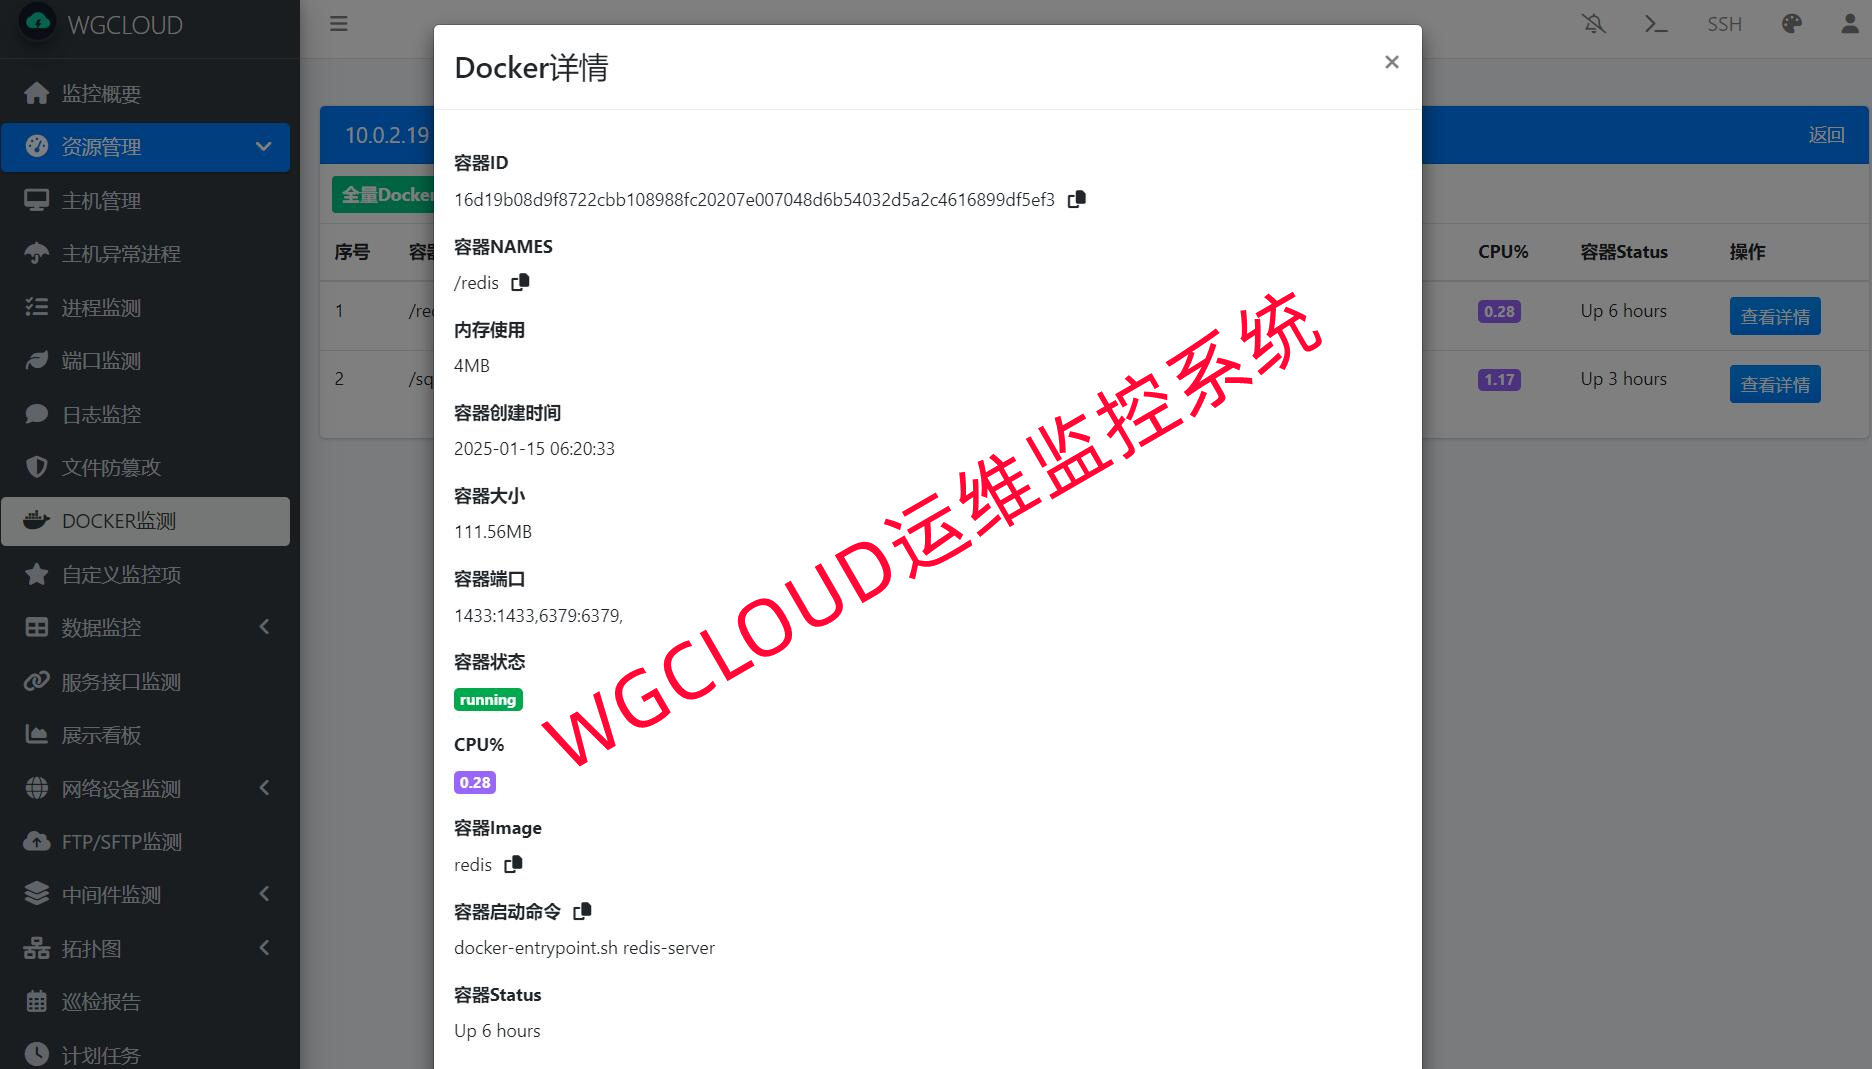 WGCLOUD
SSH
监控概要
资源管理
主机管理
主机异常进程
进程监测
端口监测
日志监控
文件防篡改
DOCKER监测
自定义监控项
数据监控
服务接口监测
展示看板
网络设备监测
FTP/SFTP监测
中间件监测
拓扑图
巡检报告
计划任务
10.0.2.19
返回
全量Docker
序号 容器 CPU% 容器Status 操作
1 /red 0.28 Up 6 hours 查看详情
2 /sq 1.17 Up 3 hours 查看详情
Docker详情
×
容器ID
16d19b08d9f8722cbb108988fc20207e007048d6b54032d5a2c4616899df5ef3
容器NAMES
/redis
内存使用
4MB
容器创建时间
2025-01-15 06:20:33
容器大小
111.56MB
容器端口
1433:1433,6379:6379,
容器状态
running
CPU%
0.28
容器Image
redis
容器启动命令
docker-entrypoint.sh redis-server
容器Status
Up 6 hours
WGCLOUD运维监控系统